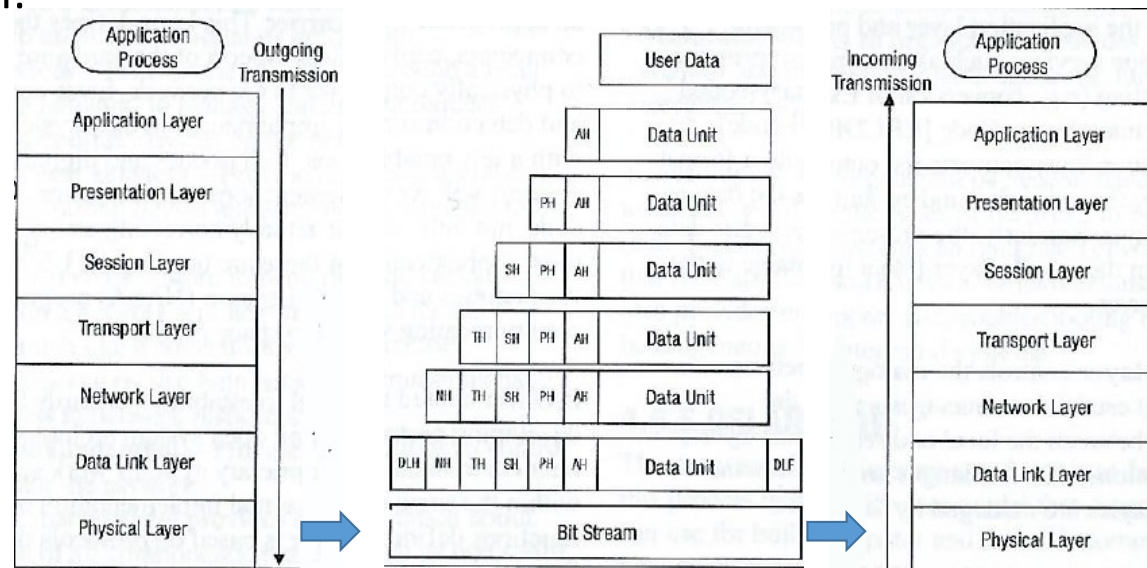 Application
Process
Outgoing
Transmission
Application Layer
Presentation Layer
Session Layer
Transport Layer
Network Layer
Data Link Layer
Physical Layer
User Data
AH Data Unit
PH AH Data Unit
SH PH AH Data Unit
TH SH PH AH Data Unit
NH TH SH PH AH Data Unit
DLH NH TH SH PH AH Data Unit DLE
Bit Stream
Application
Process
Incoming
Transmission
Application Layer
Presentation Layer
Session Layer
Transport Layer
Network Layer
Data Link Layer
Physical Layer